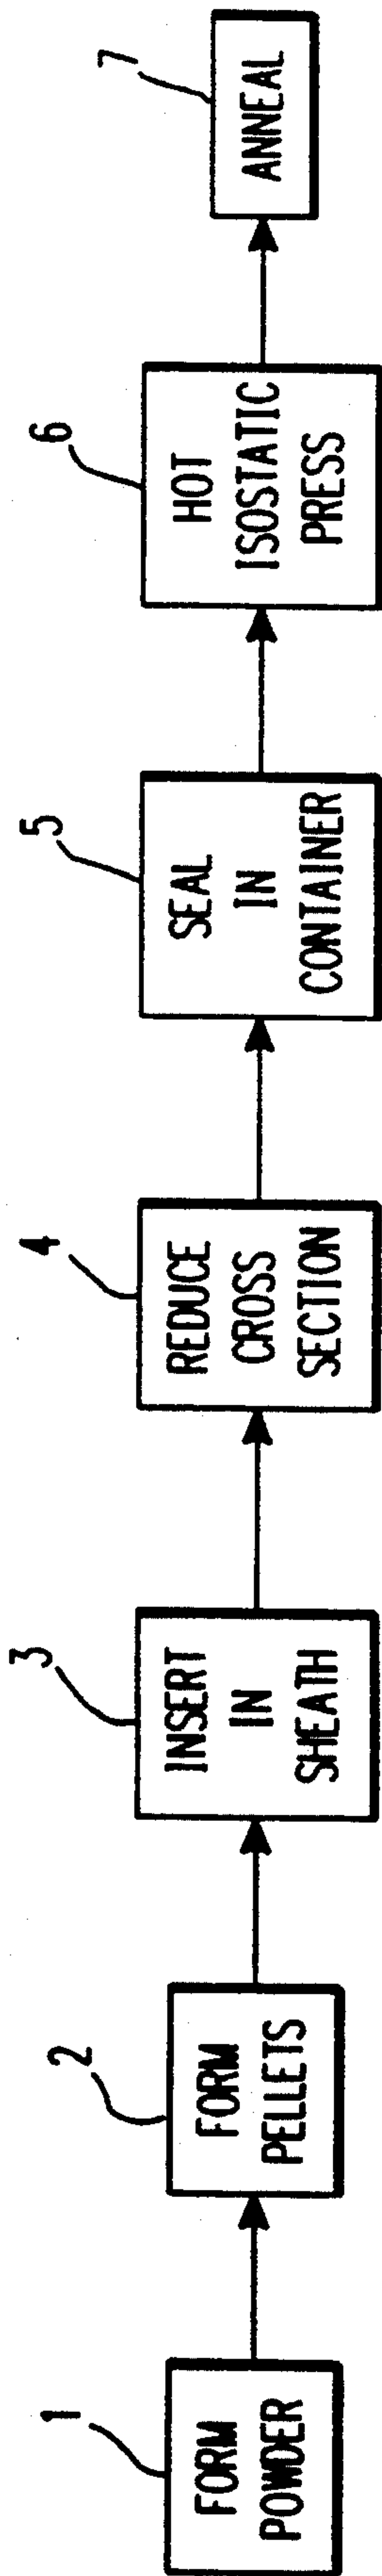 1
FORM
POWDER
2
FORM
PELLETS
3
INSERT
IN
SHEATH
4
REDUCE
CROSS
SECTION
5
SEAL
IN
CONTAINER
6
HOT
ISOSTATIC
PRESS
7
ANNEAL